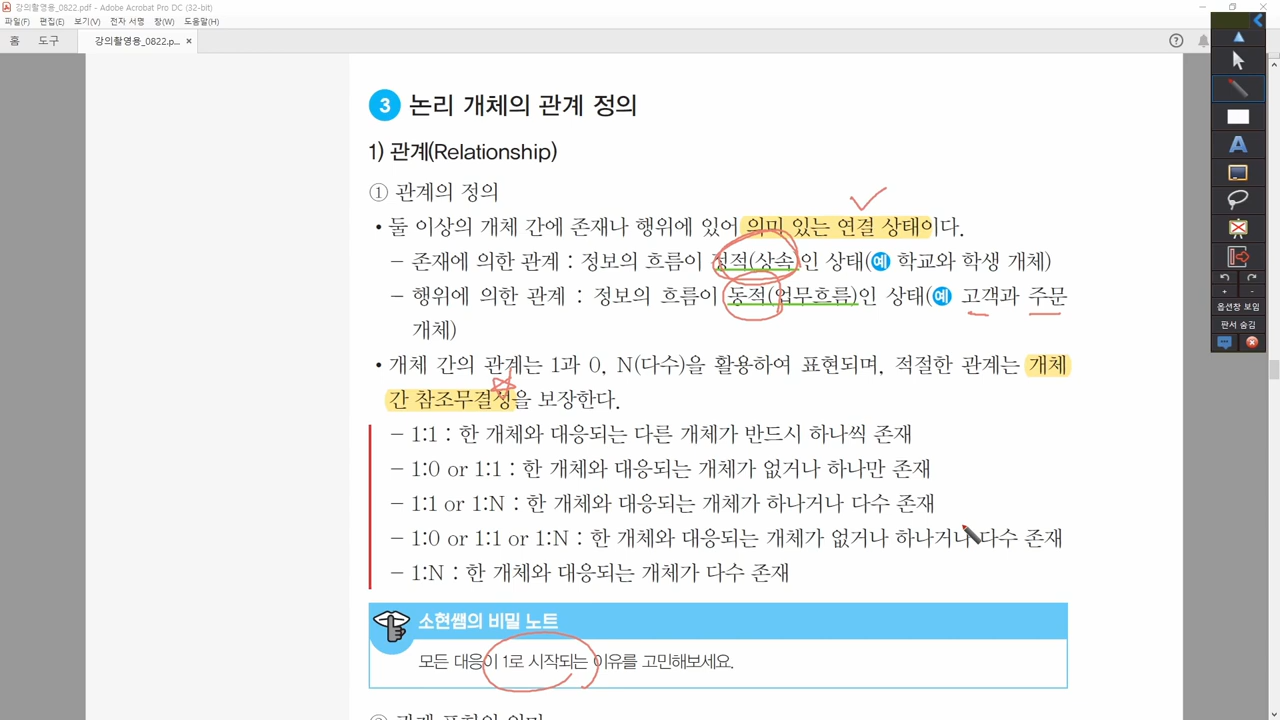 강의촬영용_0822.pdf - Adobe Acrobat Pro DC (32-bit)
파일(F) 편집(E) 보기(V) 전자 서명 창(W) 도움말(H)
홈 도구 강의촬영용_0822.p... ×
3 논리 개체의 관계 정의
1) 관계(Relationship)
① 관계의 정의
• 둘 이상의 개체 간에 존재나 행위에 있어 의미 있는 연결 상태이다.
– 존재에 의한 관계 : 정보의 흐름이 정적(상속)인 상태(예 학교와 학생 개체)
– 행위에 의한 관계 : 정보의 흐름이 동적(업무흐름)인 상태(예 고객과 주문
개체)
• 개체 간의 관계는 1과 0, N(다수)을 활용하여 표현되며, 적절한 관계는 개체
간 참조무결성을 보장한다.
– 1:1 : 한 개체와 대응되는 다른 개체가 반드시 하나씩 존재
– 1:0 or 1:1 : 한 개체와 대응되는 개체가 없거나 하나만 존재
– 1:1 or 1:N : 한 개체와 대응되는 개체가 하나거나 다수 존재
– 1:0 or 1:1 or 1:N : 한 개체와 대응되는 개체가 없거나 하나거나 다수 존재
– 1:N : 한 개체와 대응되는 개체가 다수 존재
소현쌤의 비밀 노트
모든 대응이 1로 시작되는 이유를 고민해보세요.
A
옵션창 보임
판서 숨김